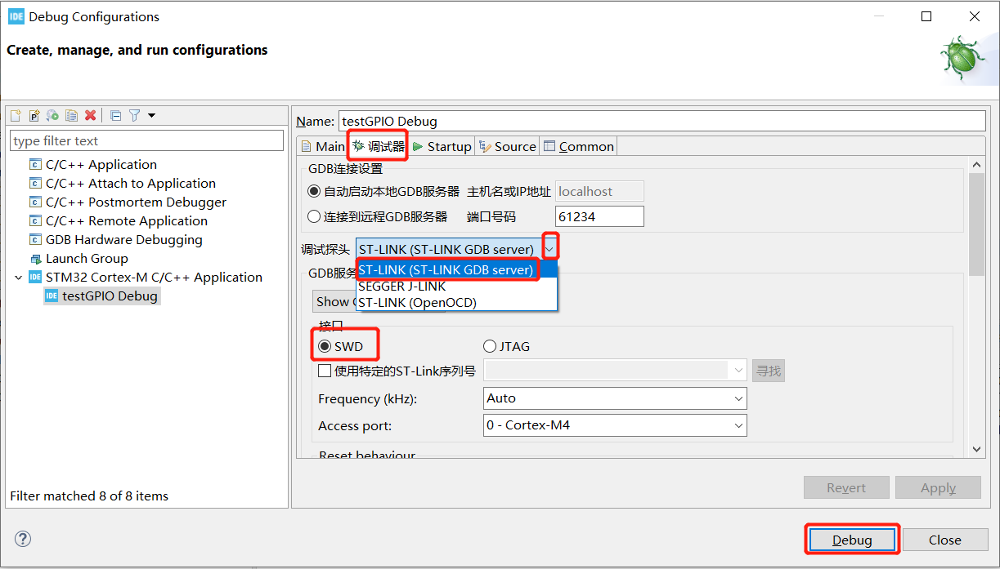 IDE Debug Configurations
Create, manage, and run configurations
type filter text
C/C++ Application
C/C++ Attach to Application
C/C++ Postmortem Debugger
C/C++ Remote Application
GDB Hardware Debugging
Launch Group
IDE STM32 Cortex-M C/C++ Application
IDE testGPIO Debug
Filter matched 8 of 8 items
Name: testGPIO Debug
Main 调试器 Startup Source Common
GDB连接设置
自动启动本地GDB服务器 主机名或IP地址 localhost
连接到远程GDB服务器 端口号码 61234
调试探头 ST-LINK (ST-LINK GDB server)
GDB服务 ST-LINK (ST-LINK GDB server)
SEGGER J-LINK
Show ST-LINK (OpenOCD)
接口
SWD JTAG
使用特定的ST-Link序列号 寻找
Frequency (kHz): Auto
Access port: 0 - Cortex-M4
Reset behaviour
Revert Apply
? Debug Close